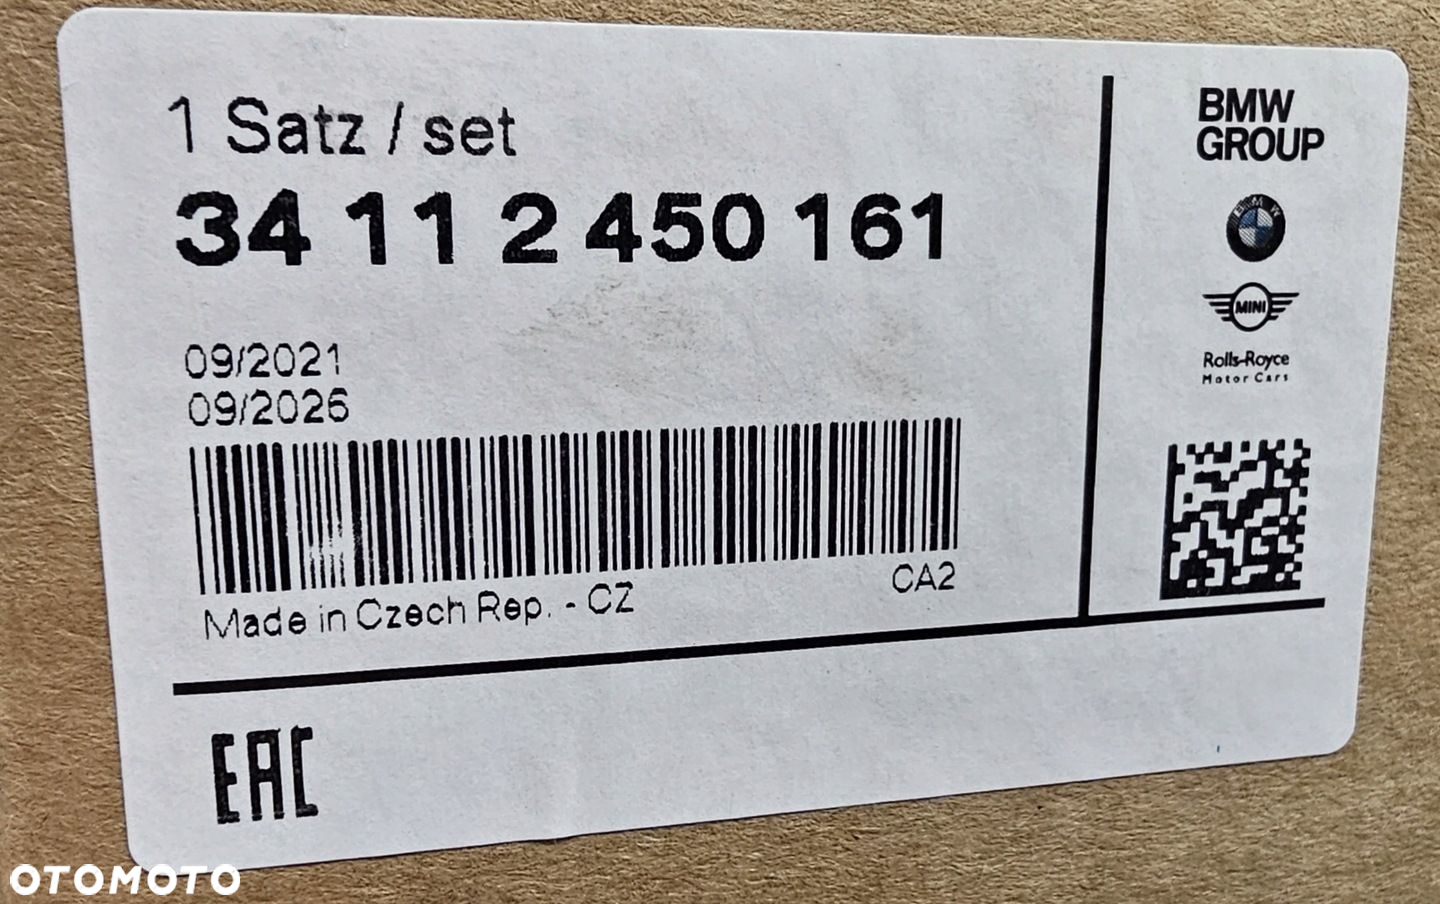 1 Satz / set
34 11 2 450 161
09/2021
09/2026
Made in Czech Rep. - CZ
CA2
BMW
GROUP
BMW
MINI
Rolls-Royce
Motor Cars
EAC
OTOMOTO